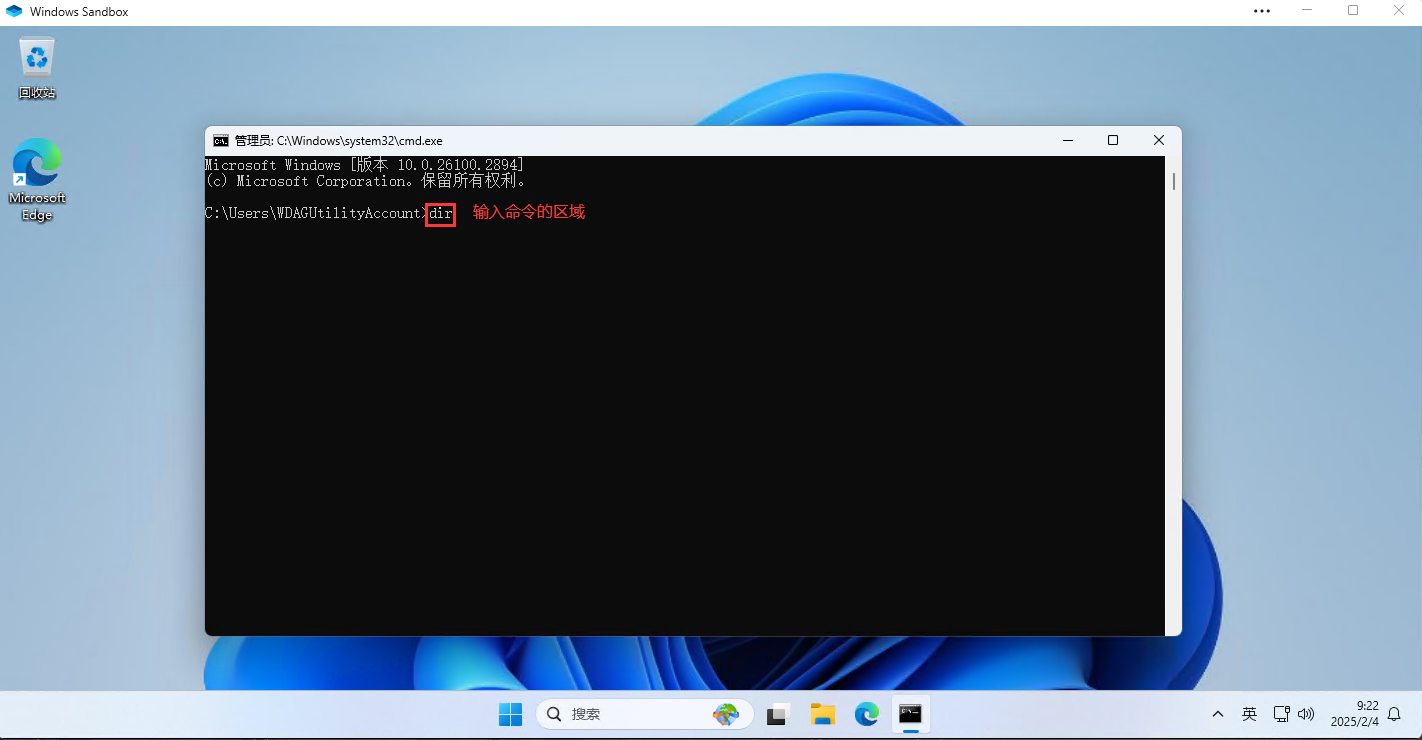 Windows Sandbox
回收站
Microsoft
Edge
管理员: C:\Windows\system32\cmd.exe
Microsoft Windows [版本 10.0.26100.2894]
(c) Microsoft Corporation。保留所有权利。
C:\Users\WDAGUtilityAccount>dir 输入命令的区域
搜索
英
9:22
2025/2/4